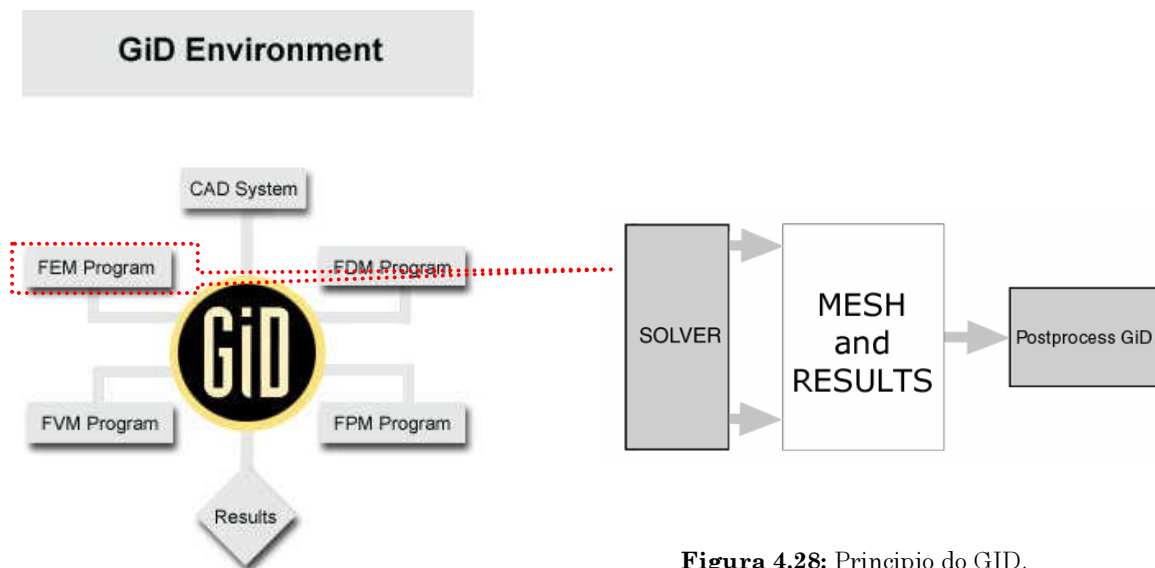 GiD Environment
CAD System
FEM Program
FDM Program
GiD
FVM Program
FPM Program
Results
SOLVER
MESH
and
RESULTS
Postprocess GiD
Figura 4.28: Principio do GID.